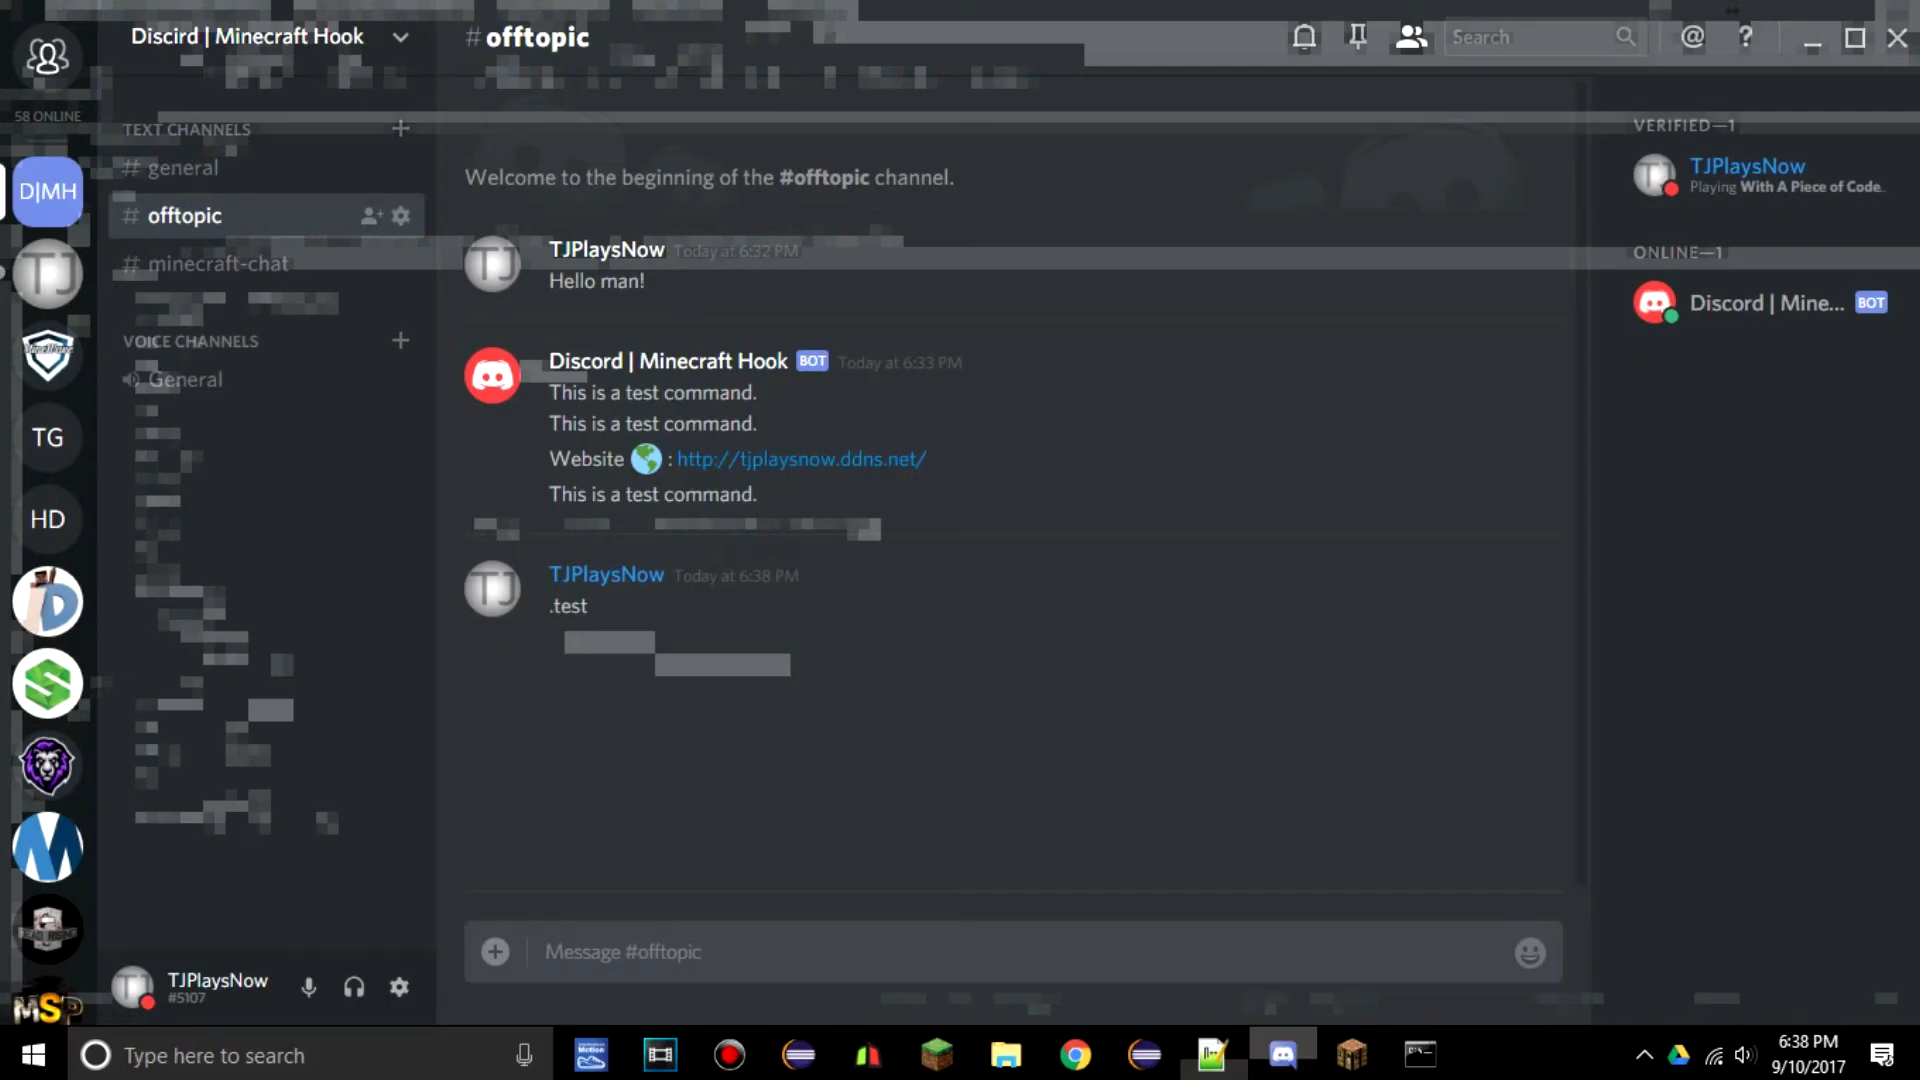 Discird | Minecraft Hook
#offtopic
Search
@
?
58 ONLINE
D|MH
TJ
TG
HD
D
S
MSP
TEXT CHANNELS
# general
# offtopic
# minecraft-chat
VOICE CHANNELS
General
TJPlaysNow
#5107
Welcome to the beginning of the #offtopic channel.
TJ
TJPlaysNow Today at 6:32 PM
Hello man!
Discord | Minecraft Hook BOT Today at 6:33 PM
This is a test command.
This is a test command.
Website : http://tjplaysnow.ddns.net/
This is a test command.
TJ
TJPlaysNow Today at 6:38 PM
.test
Message #offtopic
VERIFIED—1
TJPlaysNow
Playing With A Piece of Code..
ONLINE—1
Discord | Mine... BOT
Type here to search
6:38 PM
9/10/2017